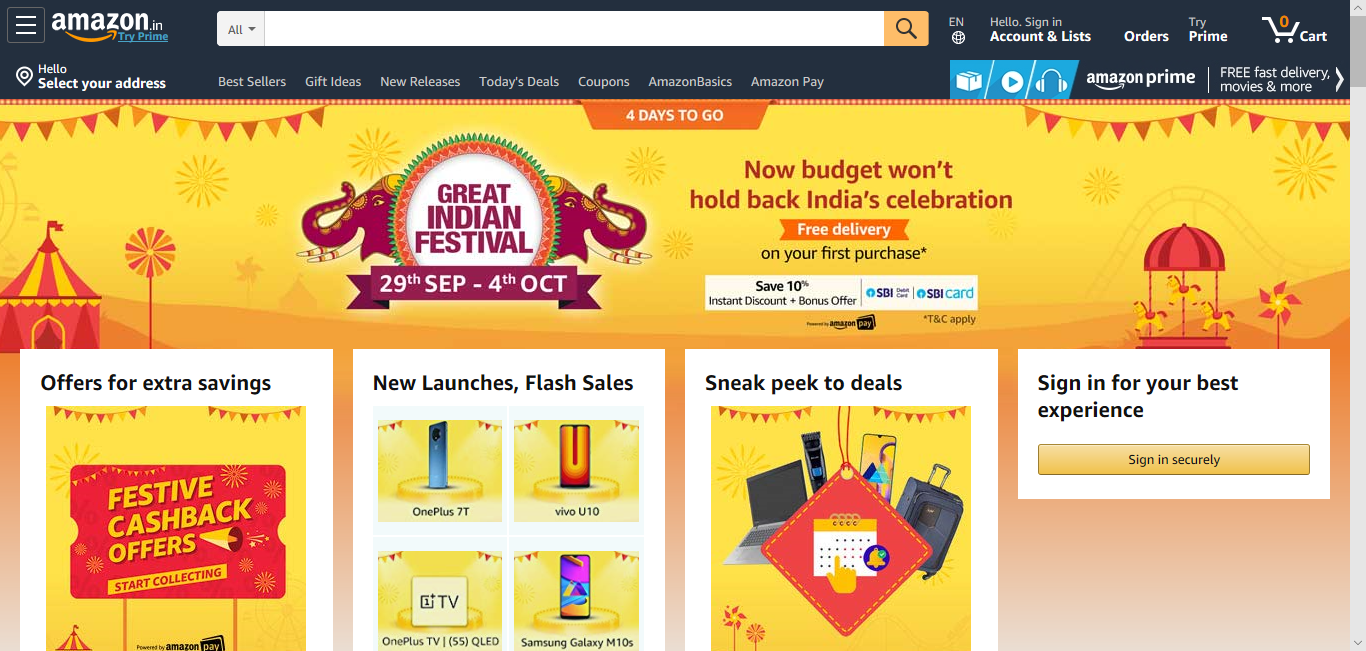 amazon.in
Try Prime
All
EN
Hello. Sign in
Account & Lists
Orders
Try
Prime
0
Cart
Hello
Select your address
Best Sellers
Gift Ideas
New Releases
Today's Deals
Coupons
AmazonBasics
Amazon Pay
amazon prime
FREE fast delivery,
movies & more
4 DAYS TO GO
GREAT
INDIAN
FESTIVAL
29th SEP - 4th OCT
Now budget won't
hold back India's celebration
Free delivery
on your first purchase*
Save 10%
Instant Discount + Bonus Offer
SBI Debit Card
SBI card
Powered by amazon pay
*T&C apply
Offers for extra savings
FESTIVE
CASHBACK
OFFERS
START COLLECTING
Powered by amazon pay
New Launches, Flash Sales
OnePlus 7T
vivo U10
TV
OnePlus TV | (55) QLED
Samsung Galaxy M10s
Sneak peek to deals
Sign in for your best
experience
Sign in securely